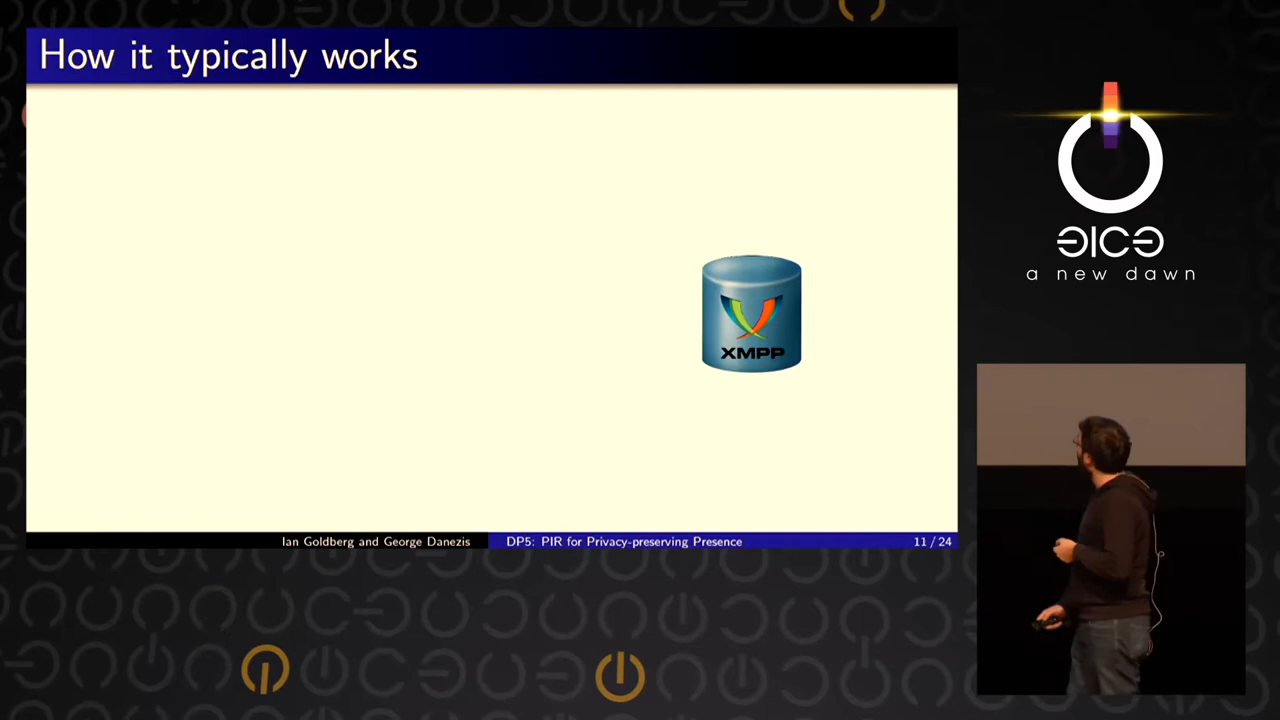 How it typically works
XMPP
Ian Goldberg and George Danezis
DP5: PIR for Privacy-preserving Presence
11 / 24
a new dawn